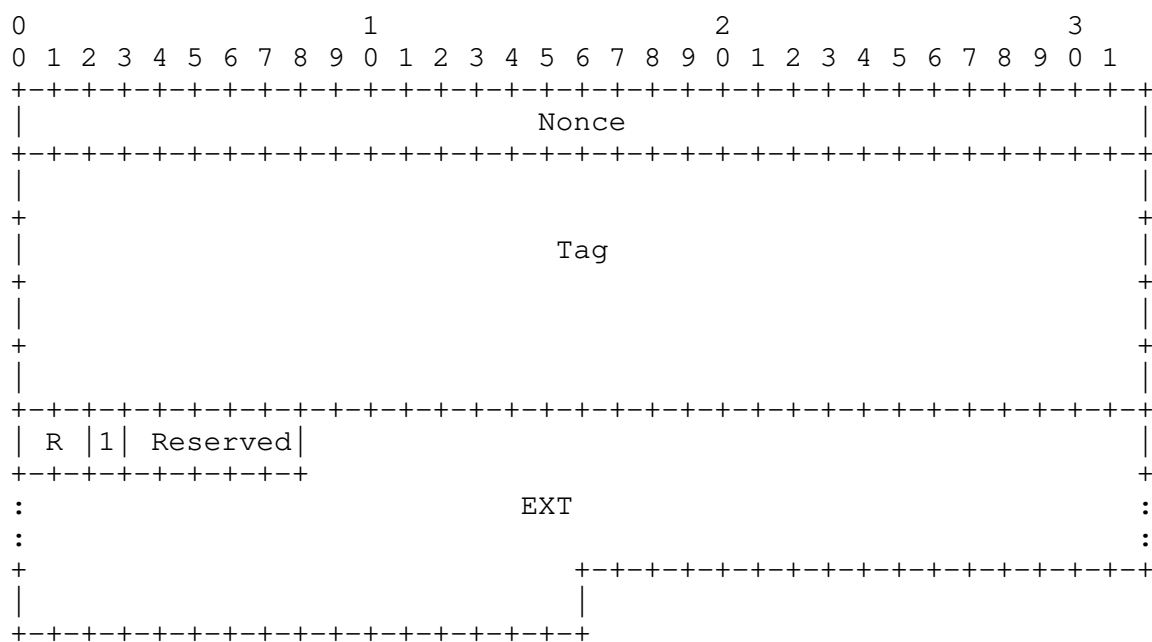 0                   1                   2                   3
0 1 2 3 4 5 6 7 8 9 0 1 2 3 4 5 6 7 8 9 0 1 2 3 4 5 6 7 8 9 0 1
+-+-+-+-+-+-+-+-+-+-+-+-+-+-+-+-+-+-+-+-+-+-+-+-+-+-+-+-+-+-+-+-+
|                             Nonce                             |
+-+-+-+-+-+-+-+-+-+-+-+-+-+-+-+-+-+-+-+-+-+-+-+-+-+-+-+-+-+-+-+-+
|                                                               |
+                                                               +
|                              Tag                              |
+                                                               +
|                                                               |
+                                                               +
|                                                               |
+-+-+-+-+-+-+-+-+-+-+-+-+-+-+-+-+-+-+-+-+-+-+-+-+-+-+-+-+-+-+-+-+
| R |1| Reserved|                                               |
+-+-+-+-+-+-+-+-+                                               +
:                            EXT                                :
:                                                               :
+                               +-+-+-+-+-+-+-+-+-+-+-+-+-+-+-+-+
|                               |
+-+-+-+-+-+-+-+-+-+-+-+-+-+-+-+-+